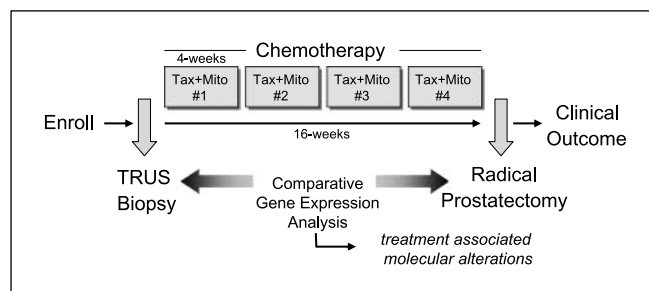 Chemotherapy
4-weeks
Tax+Mito
#1
Tax+Mito
#2
Tax+Mito
#3
Tax+Mito
#4
Enroll
16-weeks
Clinical
Outcome
TRUS
Biopsy
Comparative
Gene Expression
Analysis
Radical
Prostatectomy
treatment associated
molecular alterations